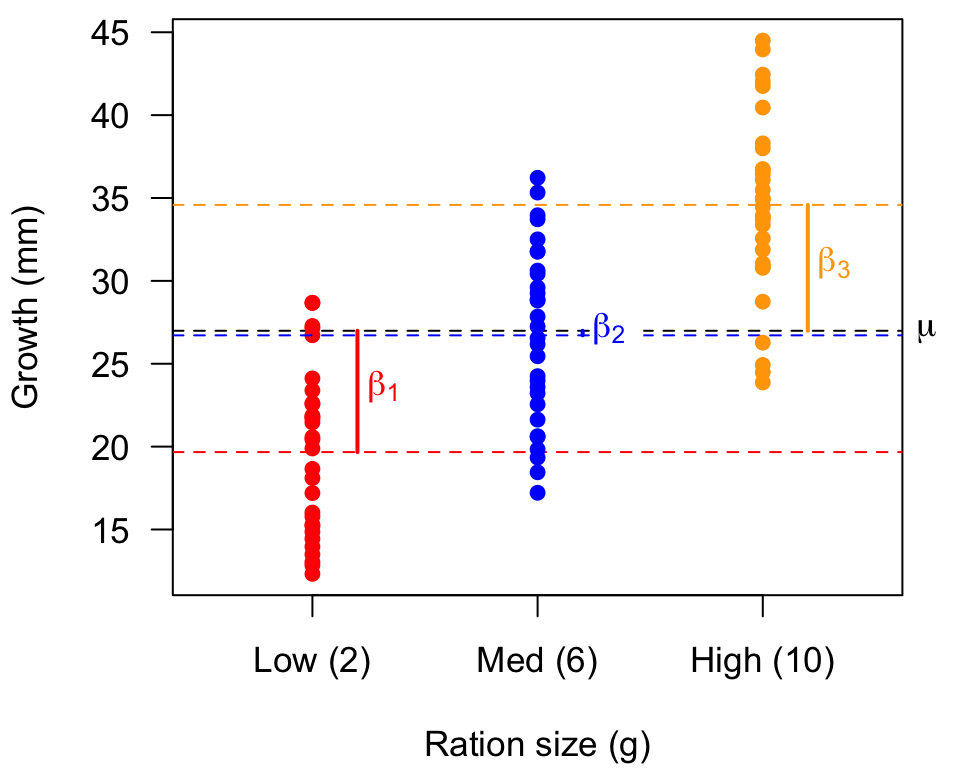 45
40
35
30
25
20
15
Growth (mm)
β3
β2
μ
β1
Low (2) Med (6) High (10)
Ration size (g)